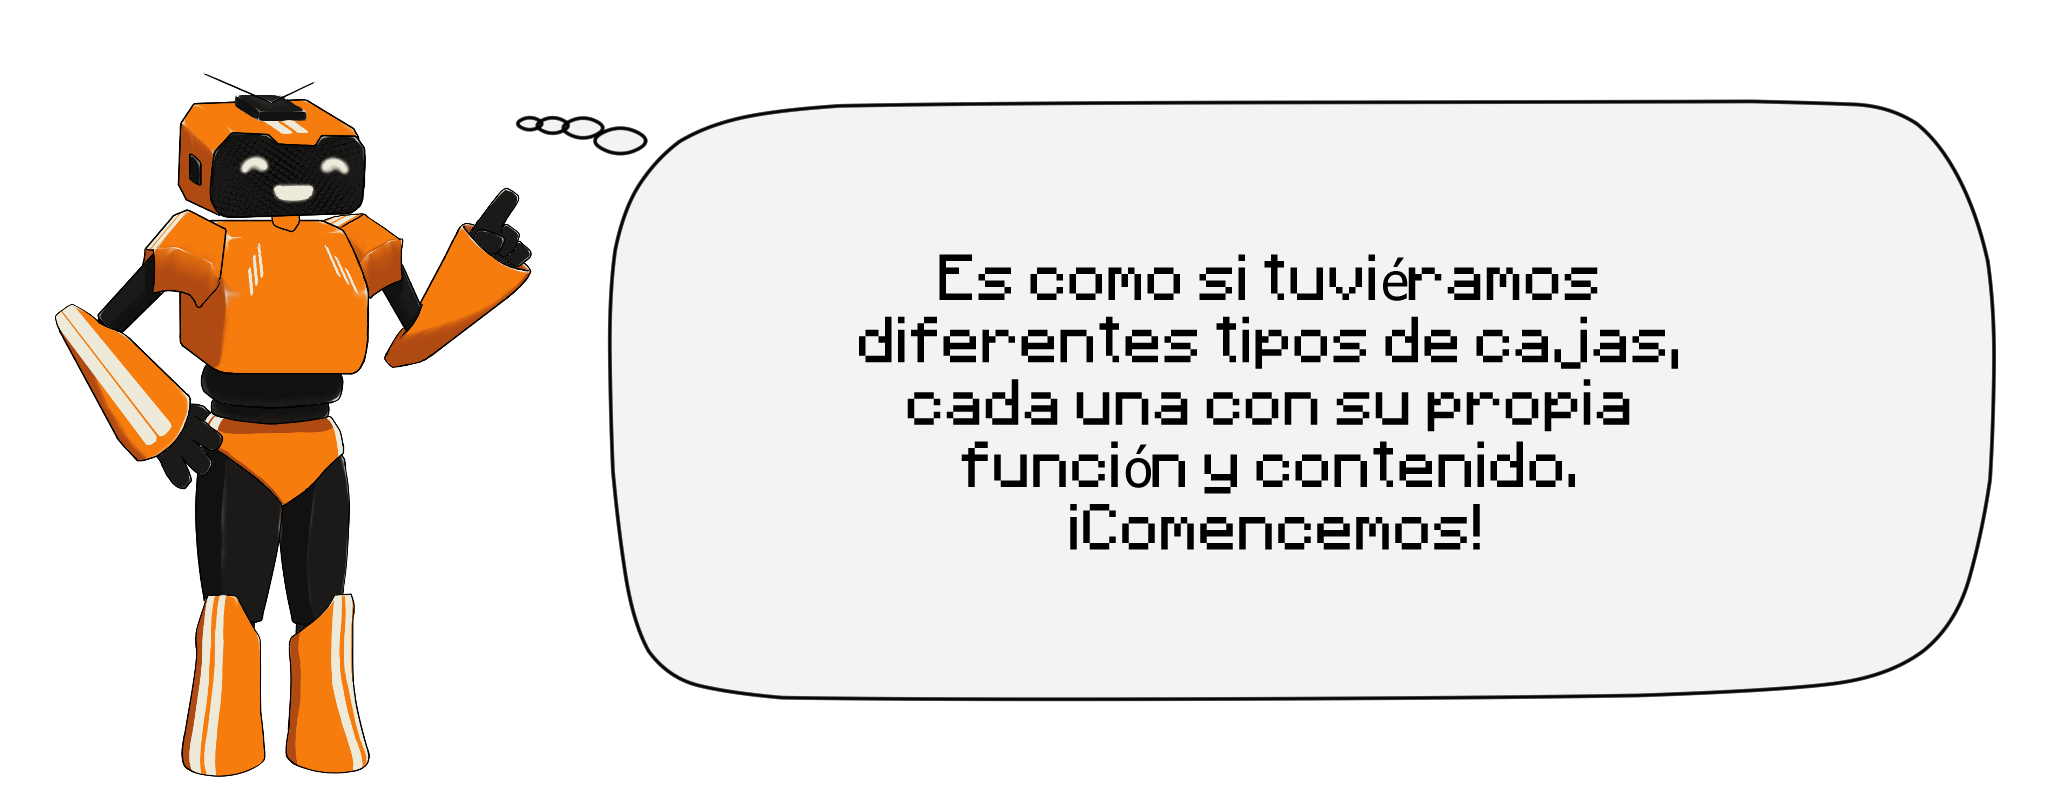 Es como si tuviéramos
diferentes tipos de cajas,
cada una con su propia
función y contenido.
¡Comencemos!